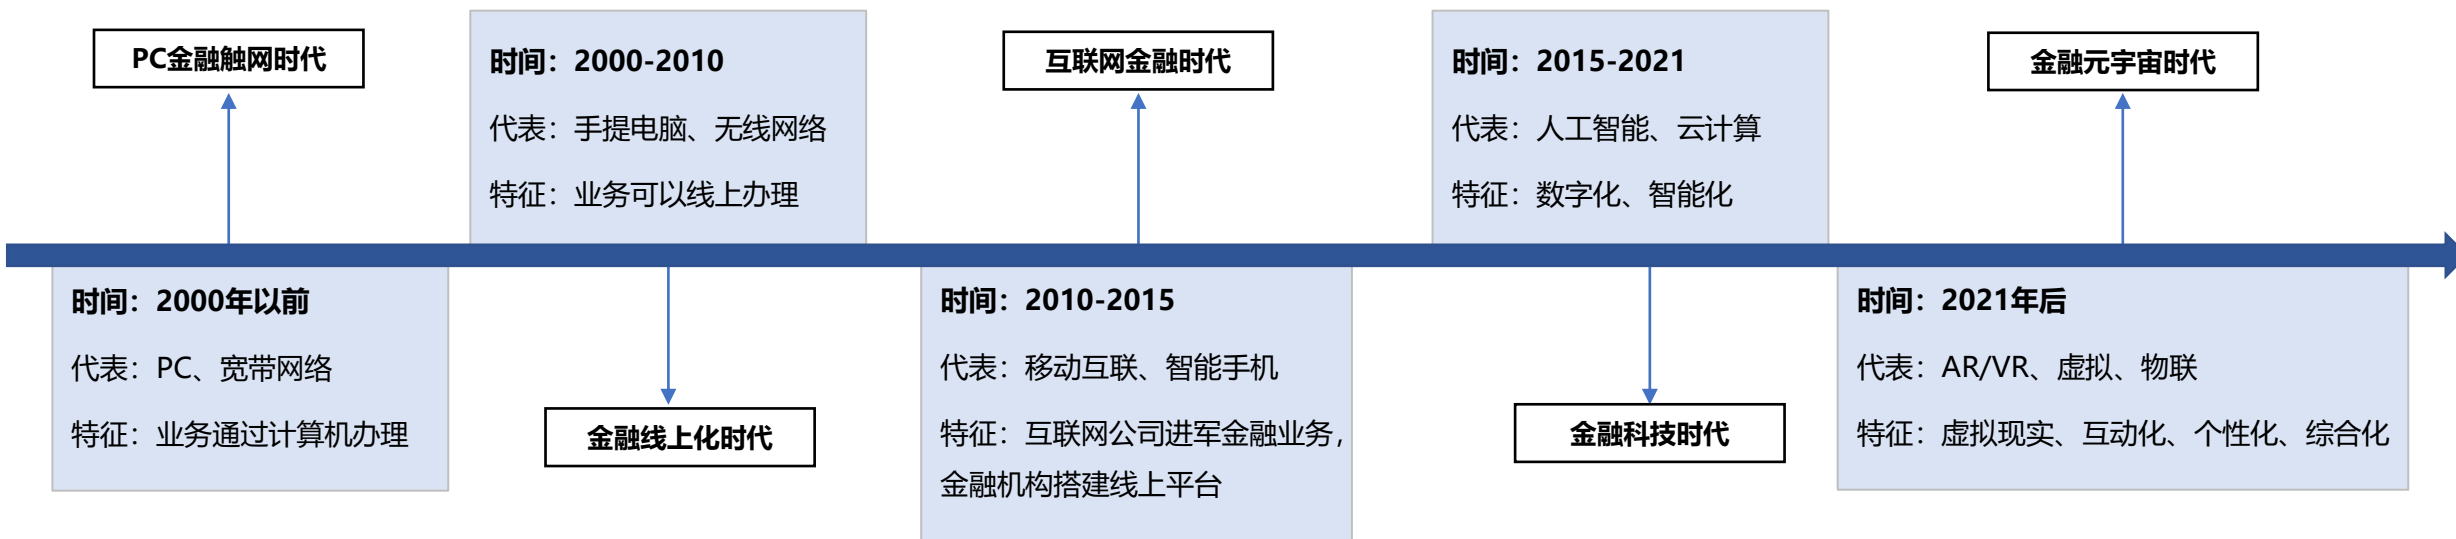 PC金融触网时代
时间：2000年以前
代表：PC、宽带网络
特征：业务通过计算机办理
时间：2000-2010
代表：手提电脑、无线网络
特征：业务可以线上办理
金融线上化时代
互联网金融时代
时间：2010-2015
代表：移动互联、智能手机
特征：互联网公司进军金融业务，
金融机构搭建线上平台
时间：2015-2021
代表：人工智能、云计算
特征：数字化、智能化
金融科技时代
金融元宇宙时代
时间：2021年后
代表：AR/VR、虚拟、物联
特征：虚拟现实、互动化、个性化、综合化